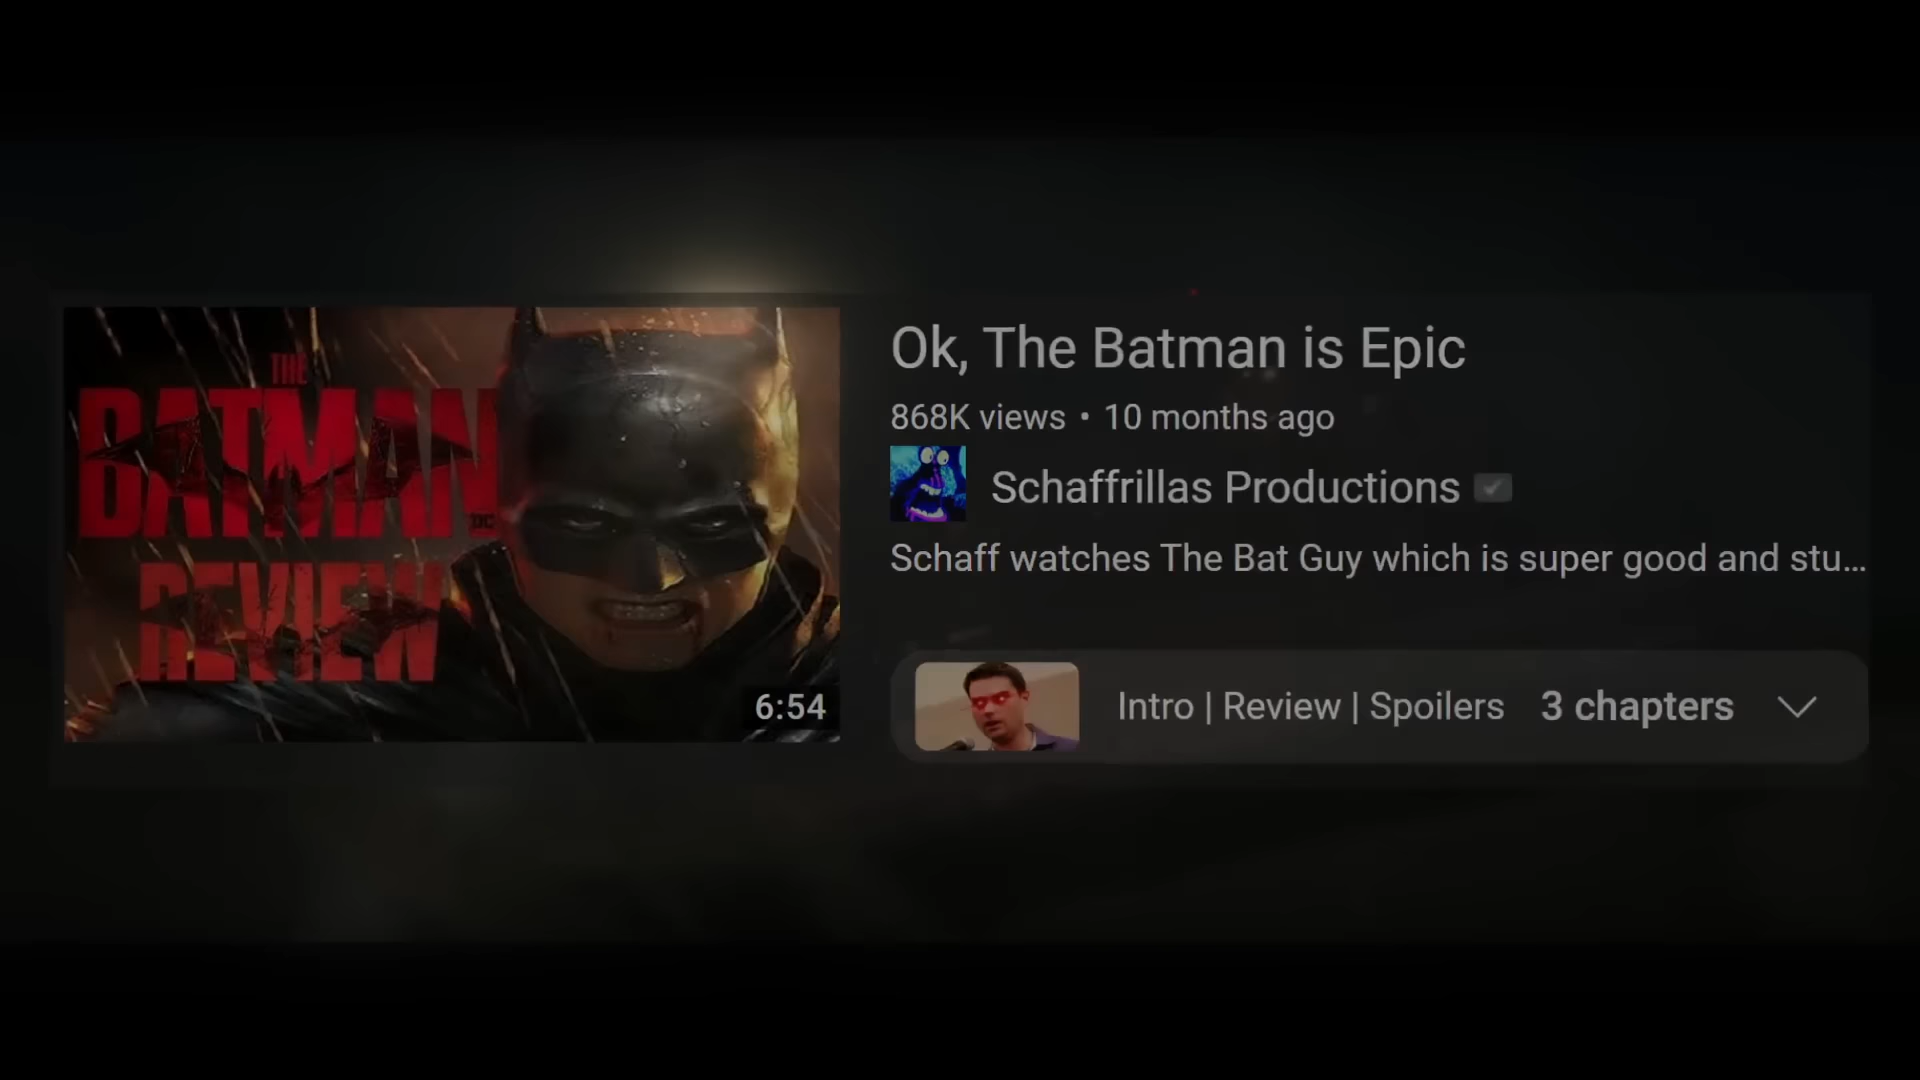 THE
BATMAN
DC
REVIEW
6:54
Ok, The Batman is Epic
868K views • 10 months ago
Schaffrillas Productions
Schaff watches The Bat Guy which is super good and stu...
Intro | Review | Spoilers 3 chapters